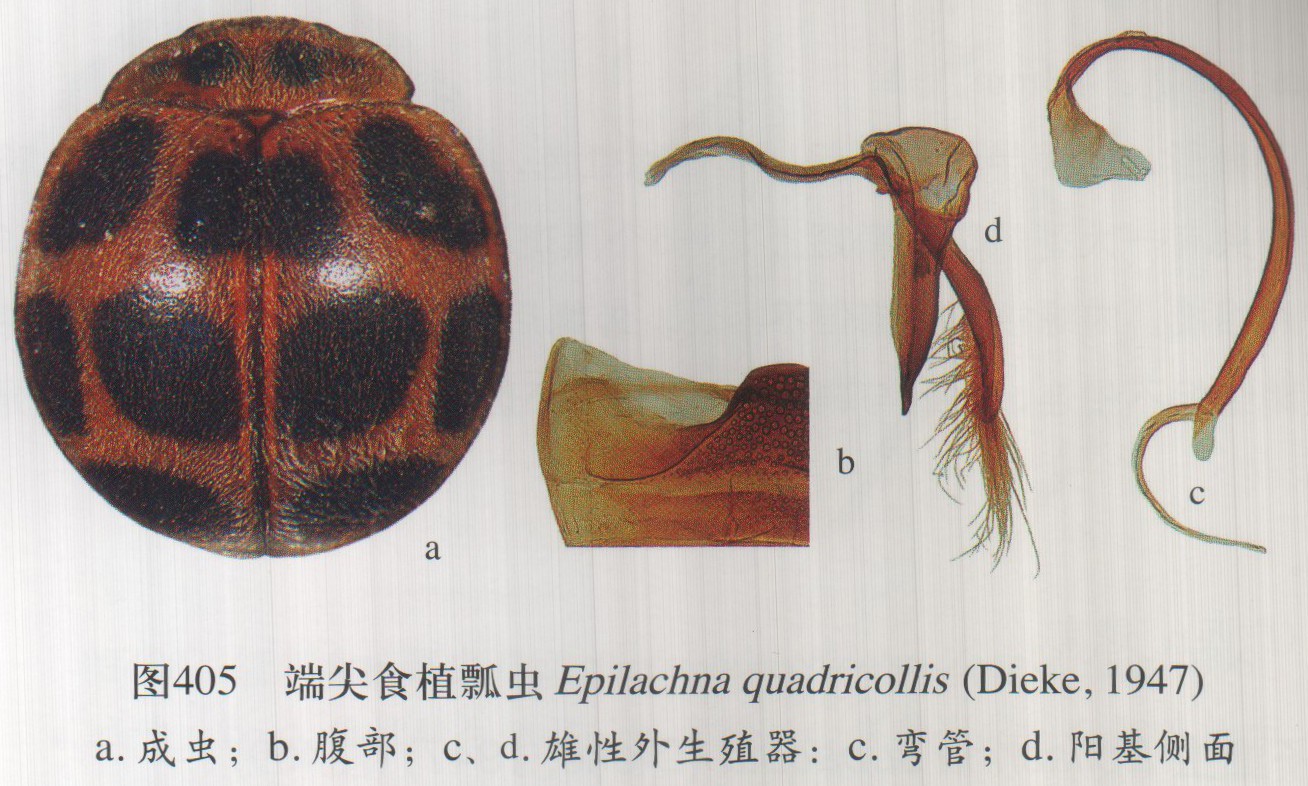 a
b
c
d
图405 端尖食植瓢虫 Epilachna quadricollis (Dieke, 1947)
a. 成虫；b. 腹部；c、d. 雄性外生殖器：c. 弯管；d. 阳基侧面